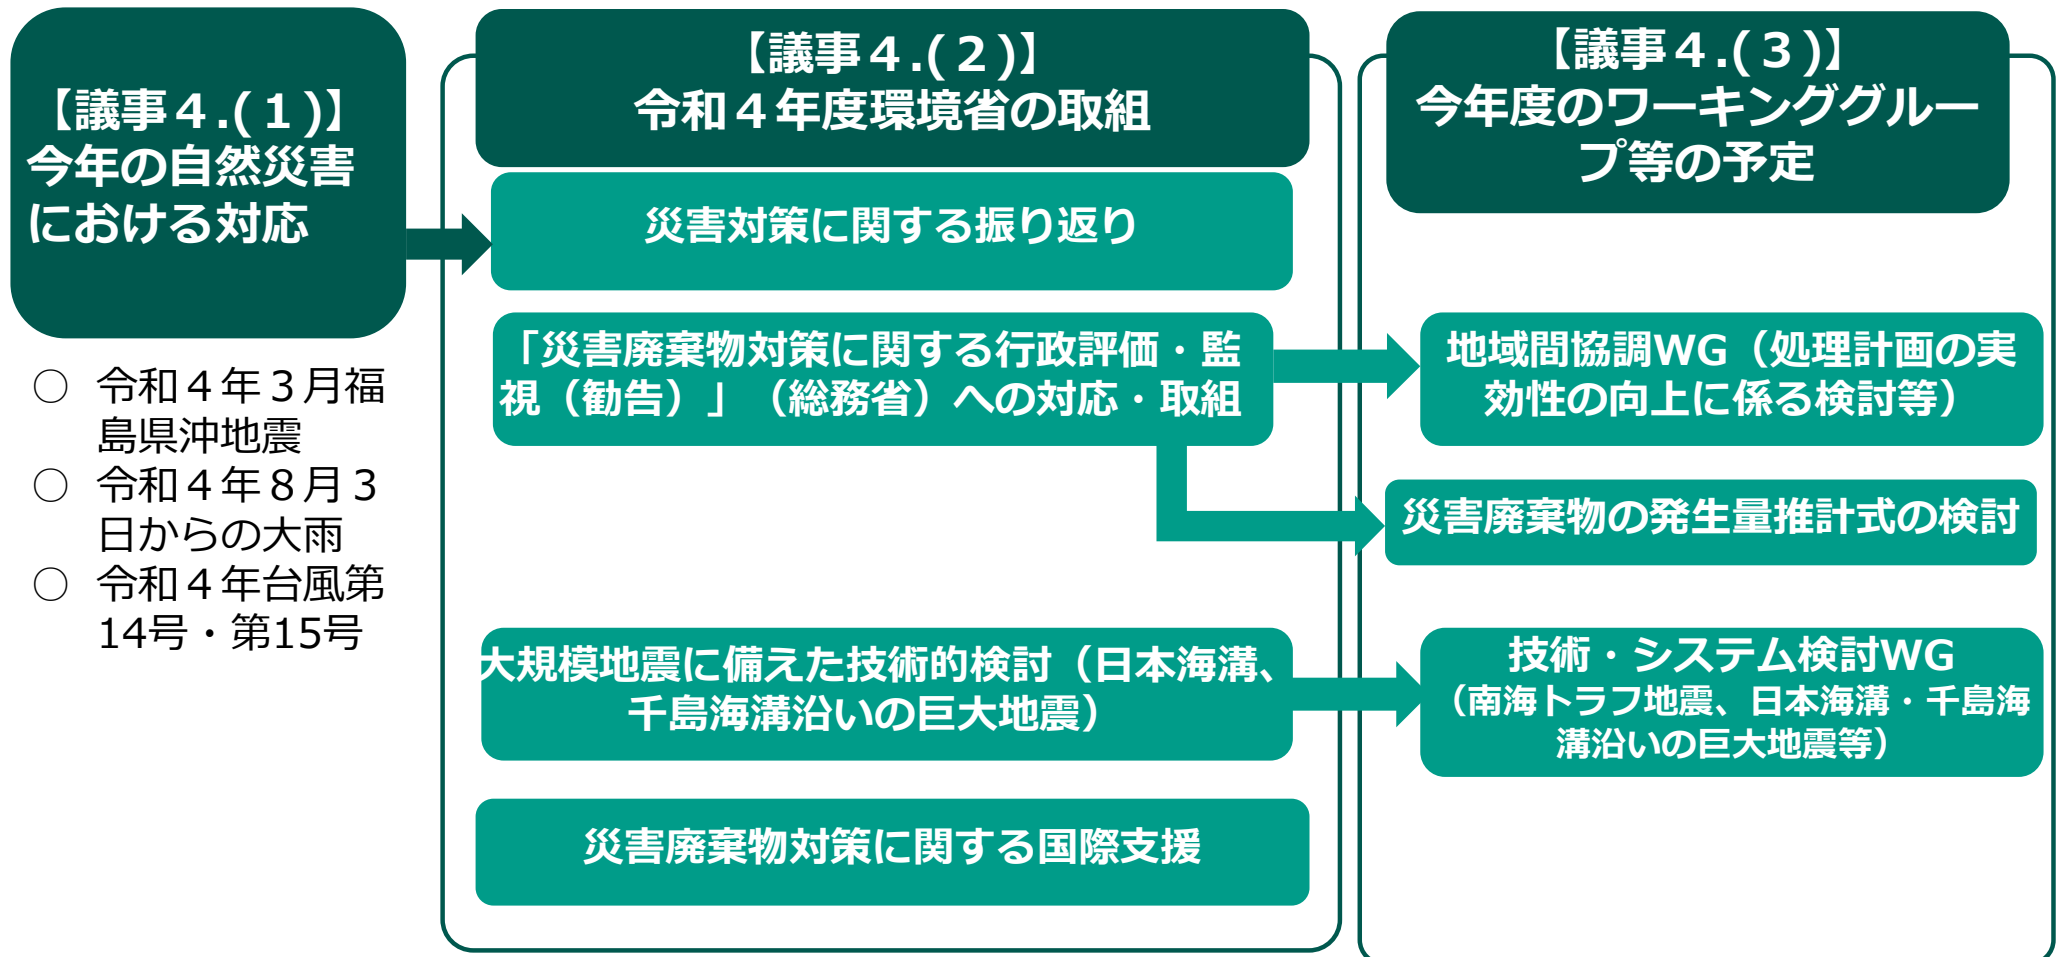 【議事４.(１)】
今年の自然災害
における対応
○ 令和４年３月福
島県沖地震
○ 令和４年８月３
日からの大雨
○ 令和４年台風第
14号・第15号
【議事４.(２)】
令和４年度環境省の取組
災害対策に関する振り返り
「災害廃棄物対策に関する行政評価・監
視（勧告）」（総務省）への対応・取組
大規模地震に備えた技術的検討（日本海溝、
千島海溝沿いの巨大地震）
災害廃棄物対策に関する国際支援
【議事４.(３)】
今年度のワーキンググルー
プ等の予定
地域間協調WG（処理計画の実
効性の向上に係る検討等）
災害廃棄物の発生量推計式の検討
技術・システム検討WG
（南海トラフ地震、日本海溝・千島海
溝沿いの巨大地震等）